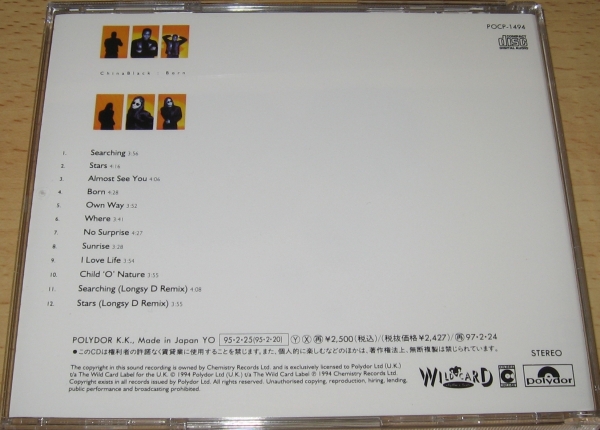 POCP-1494
COMPACT
disc
DIGITAL AUDIO
ChinaBlack : Born
1. Searching 3:56
2. Stars 4:16
3. Almost See You 4:06
4. Born 4:28
5. Own Way 3:52
6. Where 3:41
7. No Surprise 4:27
8. Sunrise 3:28
9. I Love Life 3:54
10. Child 'O' Nature 3:55
11. Searching (Longsy D Remix) 4:08
12. Stars (Longsy D Remix) 3:55
POLYDOR K.K., Made in Japan YO 95・2・25(95・2・20) Ⓨ Ⓧ ㊢ ¥2,500(税込)/(税抜価格¥2,427)/㊢97・2・24
●このCDは権利者の許諾なく賃貸業に使用することを禁じます。また、個人的に楽しむなどのほかは、著作権法上、無断複製は禁じられています。
STEREO
The copyright in this sound recording is owned by Chemistry Records Ltd. and is exclusively licensed to Polydor Ltd (U.K.)
t/a The Wild Card Label for the U.K. © 1994 Polydor Ltd (U.K.) t/a The Wild Card Label ℗ 1994 Chemistry Records Ltd
Copyright exists in all records issued by Polydor Ltd. All rights reserved. Unauthorised copying, reproduction, hiring, lending,
public performance and broadcasting prohibited.
WILDCARD
polydor